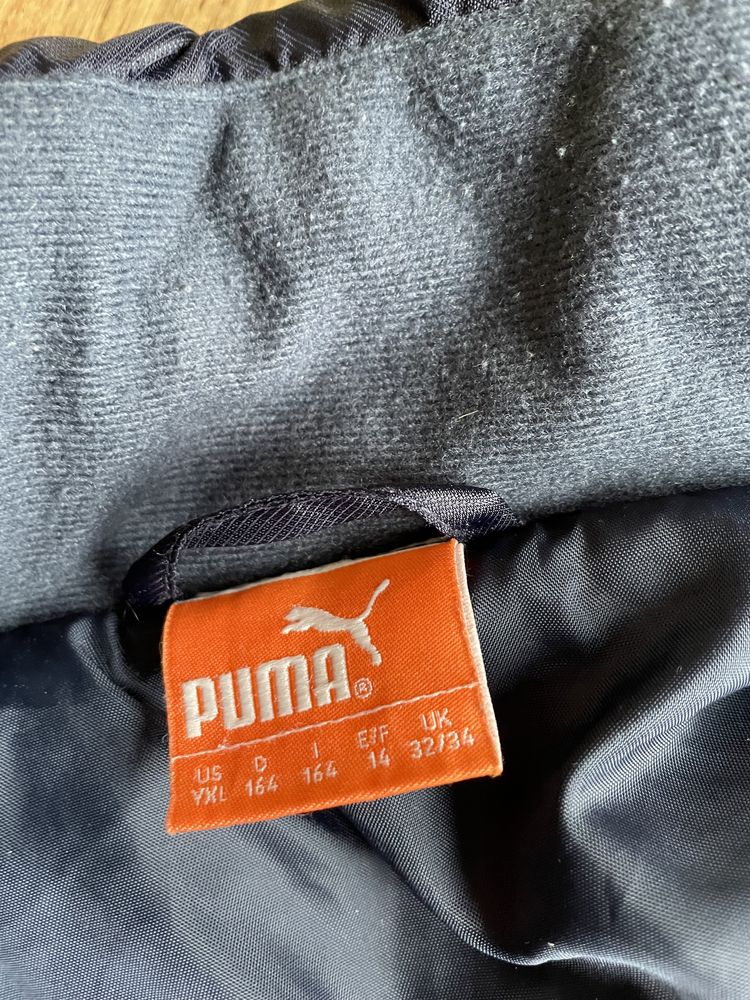 PUMA®
US D I E/F UK
YXL 164 164 14 32/34